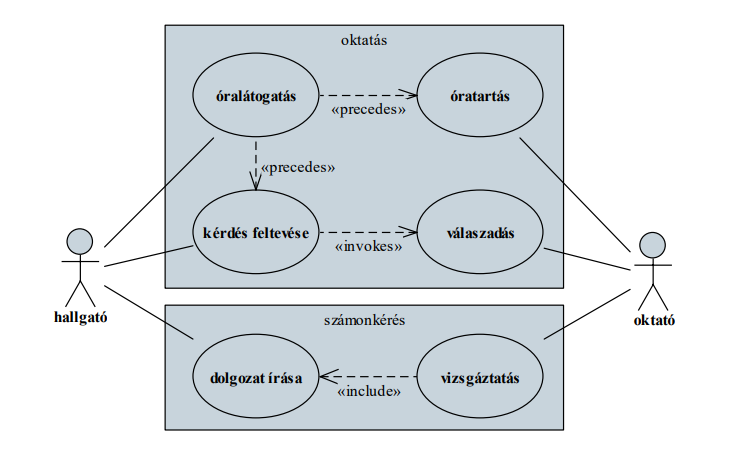 oktatás
óralátogatás
óratartás
«precedes»
«precedes»
kérdés feltevése
válaszadás
«invokes»
hallgató
oktató
számonkérés
dolgozat írása
vizsgáztatás
«include»